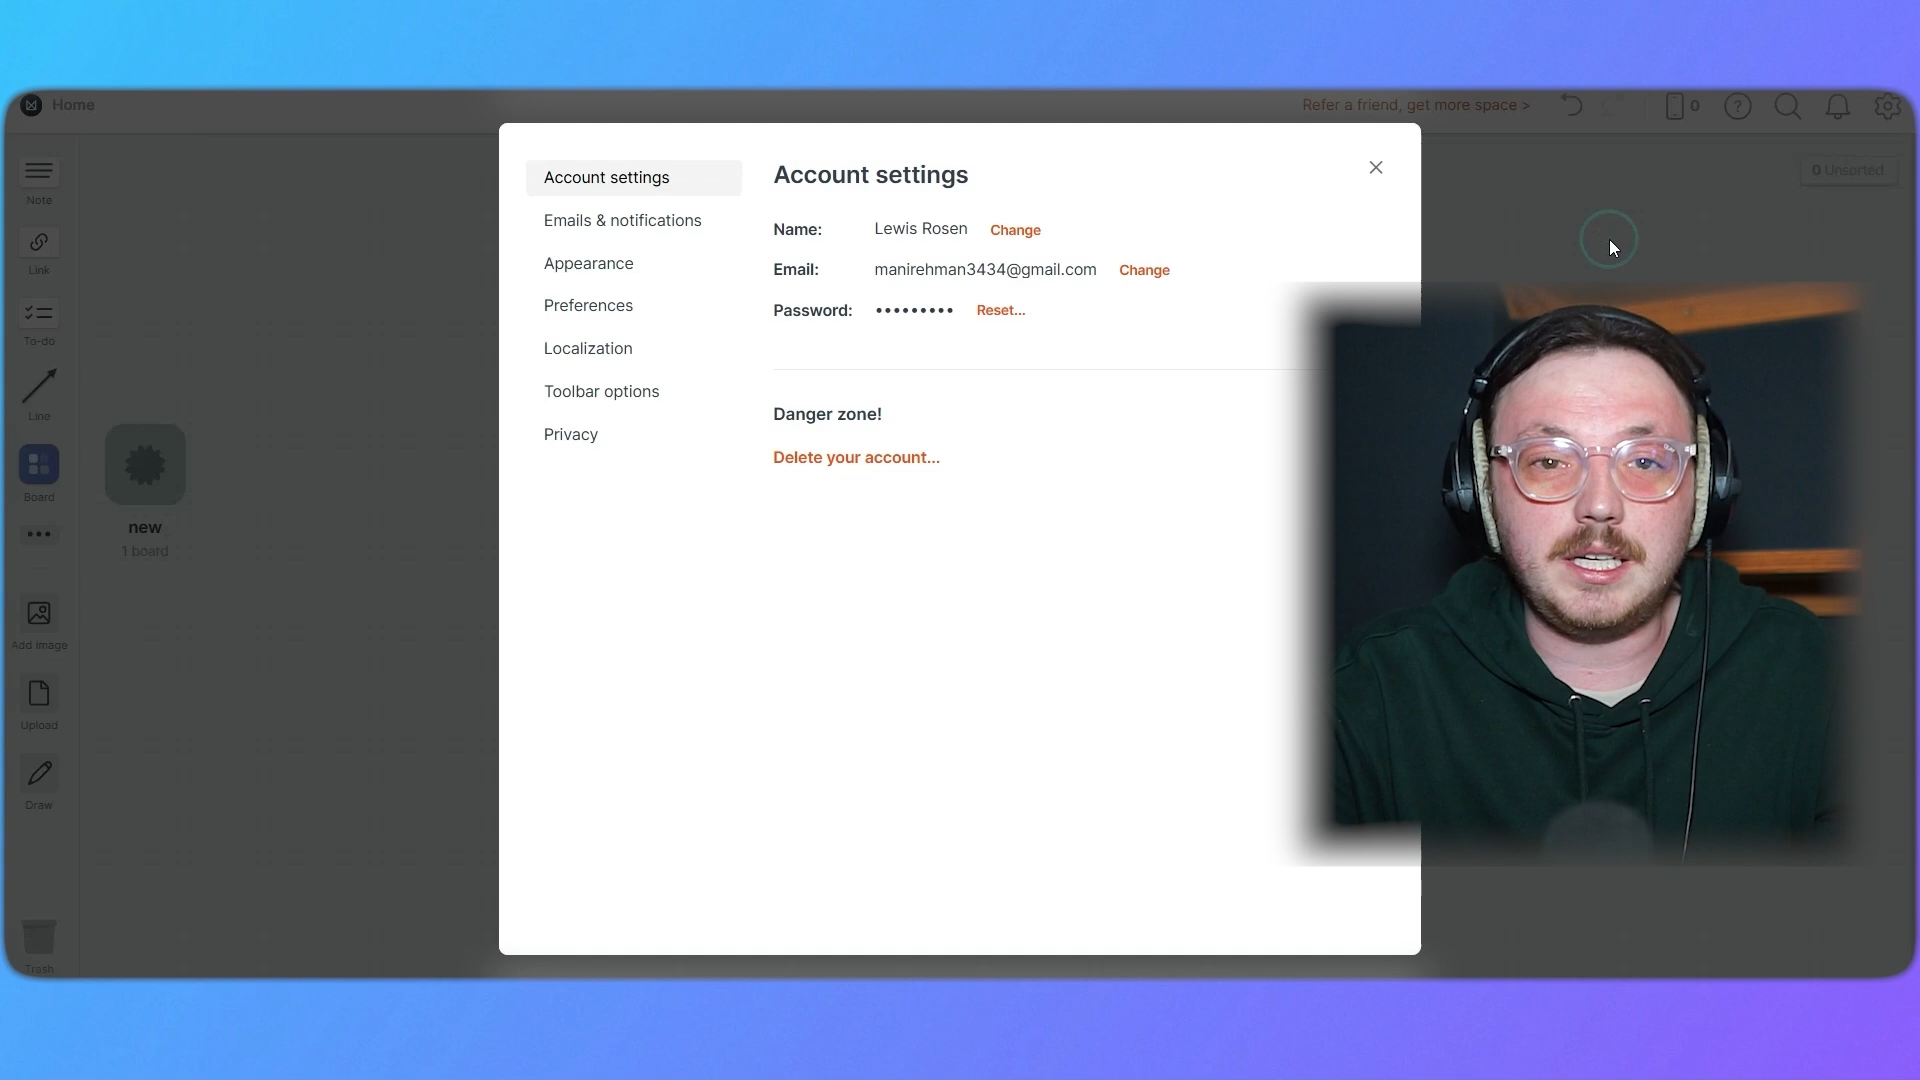 Home
Refer a friend, get more space >
0
0 Unsorted
Note
Link
To-do
Line
Board
new
1 board
Add image
Upload
Draw
Trash
Account settings
Emails & notifications
Appearance
Preferences
Localization
Toolbar options
Privacy
Account settings
Name: Lewis Rosen Change
Email: manirehman3434@gmail.com Change
Password: ••••••••• Reset...
Danger zone!
Delete your account...